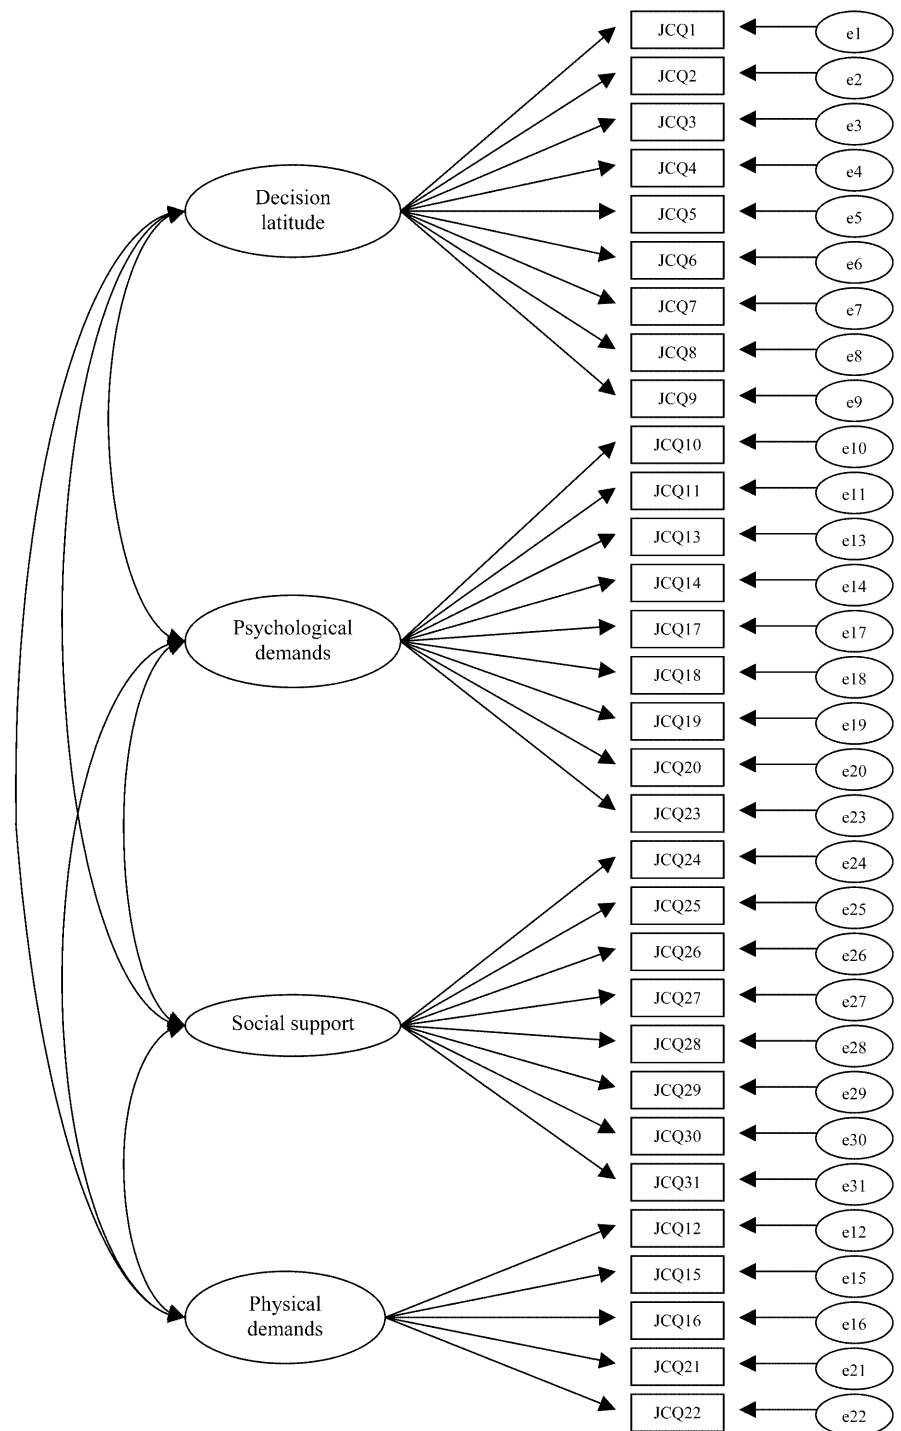 JCQ1 e1
JCQ2 e2
JCQ3 e3
JCQ4 e4
Decision
latitude
JCQ5 e5
JCQ6 e6
JCQ7 e7
JCQ8 e8
JCQ9 e9
JCQ10 e10
JCQ11 e11
JCQ13 e13
JCQ14 e14
Psychological
demands
JCQ17 e17
JCQ18 e18
JCQ19 e19
JCQ20 e20
JCQ23 e23
JCQ24 e24
JCQ25 e25
JCQ26 e26
JCQ27 e27
Social support
JCQ28 e28
JCQ29 e29
JCQ30 e30
JCQ31 e31
JCQ12 e12
JCQ15 e15
Physical
demands
JCQ16 e16
JCQ21 e21
JCQ22 e22